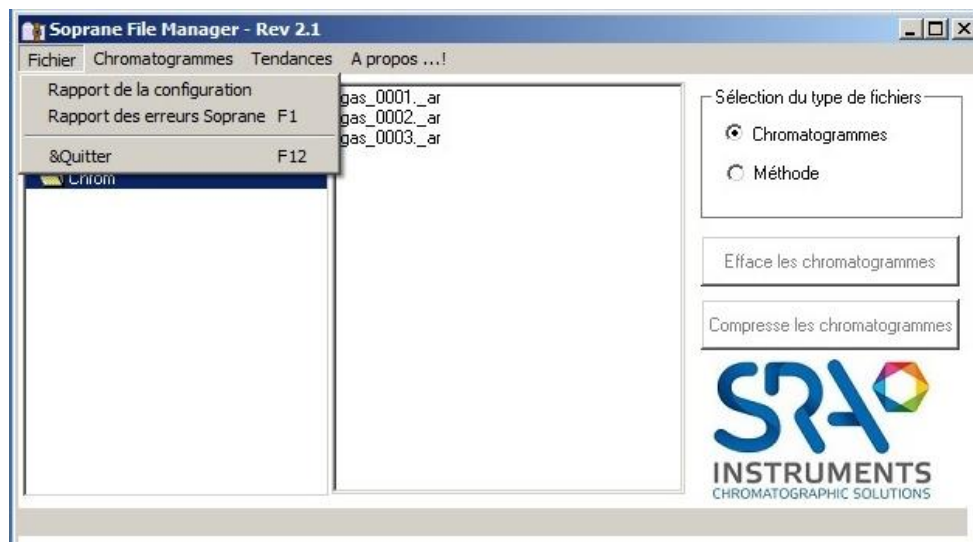 Soprane File Manager - Rev 2.1
Fichier Chromatogrammes Tendances A propos ...!
Rapport de la configuration
Rapport des erreurs Soprane F1
&Quitter F12
Chrom
gas_0001._ar
gas_0002._ar
gas_0003._ar
Sélection du type de fichiers
Chromatogrammes
Méthode
Efface les chromatogrammes
Compresse les chromatogrammes
SRA
INSTRUMENTS
CHROMATOGRAPHIC SOLUTIONS